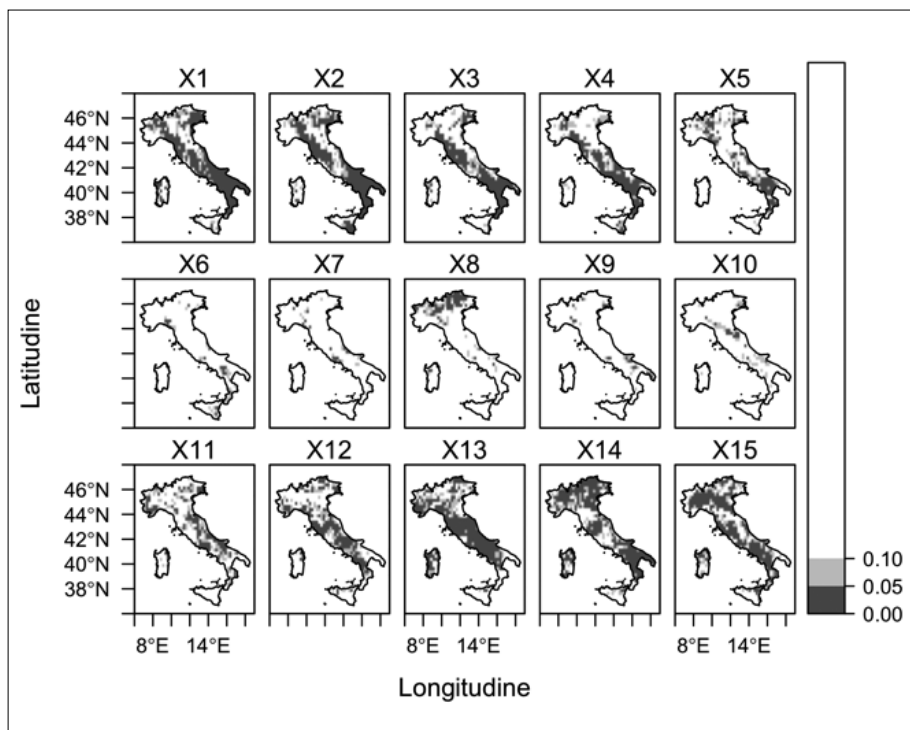 X1 X2 X3 X4 X5
46°N
44°N
42°N
40°N
38°N
X6 X7 X8 X9 X10
Latitudine
X11 X12 X13 X14 X15
46°N
44°N
42°N
40°N
38°N
0.10
0.05
0.00
8°E 14°E 8°E 14°E 8°E 14°E
Longitudine